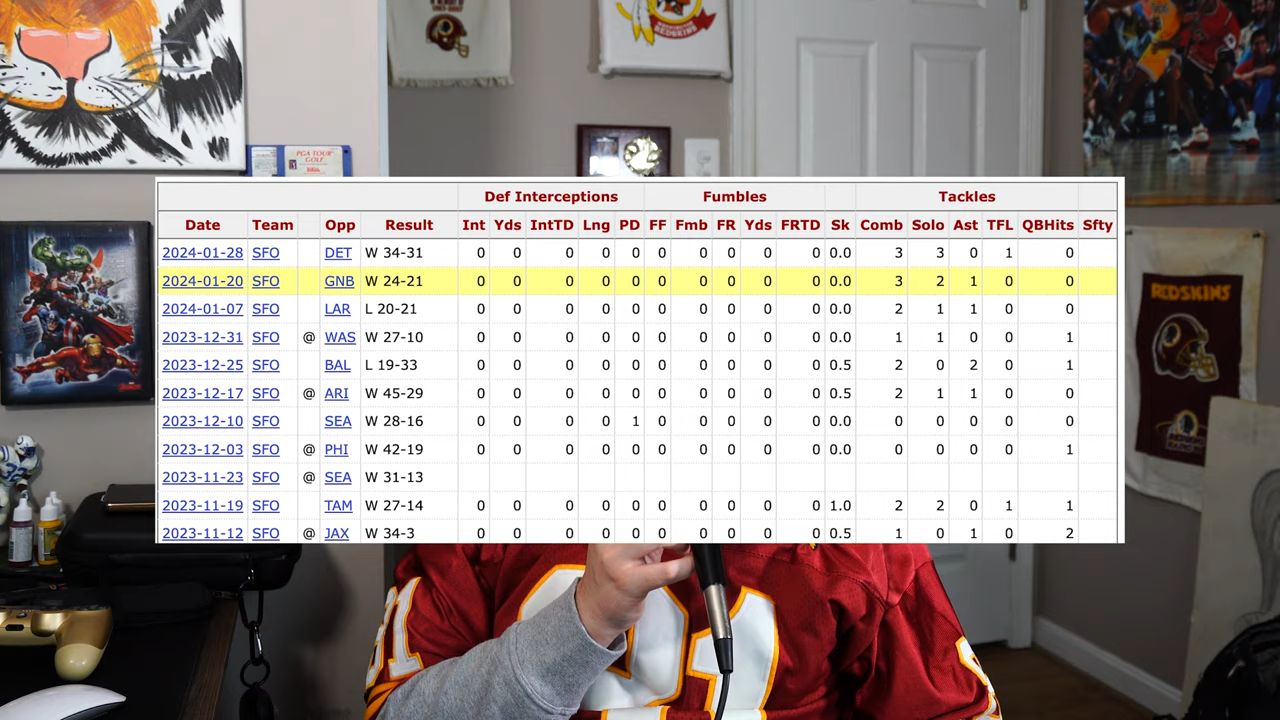 REDSKINS
PGA TOUR
GOLF
Def Interceptions Fumbles Tackles
Date Team Opp Result Int Yds IntTD Lng PD FF Fmb FR Yds FRTD Sk Comb Solo Ast TFL QBHits Sfty
2024-01-28 SFO DET W 34-31 0 0 0 0 0 0 0 0 0 0 0.0 3 3 0 1 0
2024-01-20 SFO GNB W 24-21 0 0 0 0 0 0 0 0 0 0 0.0 3 2 1 0 0
2024-01-07 SFO LAR L 20-21 0 0 0 0 0 0 0 0 0 0 0.0 2 1 1 0 0
2023-12-31 SFO @ WAS W 27-10 0 0 0 0 0 0 0 0 0 0 0.0 1 1 0 0 1
2023-12-25 SFO BAL L 19-33 0 0 0 0 0 0 0 0 0 0 0.5 2 0 2 0 1
2023-12-17 SFO @ ARI W 45-29 0 0 0 0 0 0 0 0 0 0 0.5 2 1 1 0 0
2023-12-10 SFO SEA W 28-16 0 0 0 0 1 0 0 0 0 0 0.0 0 0 0 0 0
2023-12-03 SFO @ PHI W 42-19 0 0 0 0 0 0 0 0 0 0 0.0 0 0 0 0 1
2023-11-23 SFO @ SEA W 31-13
2023-11-19 SFO TAM W 27-14 0 0 0 0 0 0 0 0 0 0 1.0 2 2 0 1 1
2023-11-12 SFO @ JAX W 34-3 0 0 0 0 0 0 0 0 0 0 0.5 1 0 1 0 2
REDSKINS
81